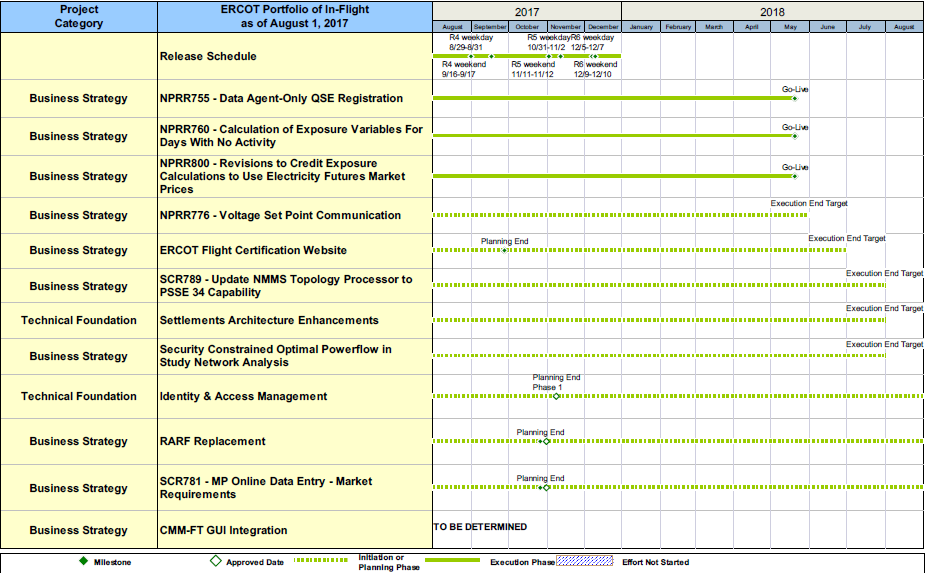 Project
Category
ERCOT Portfolio of In-Flight
as of August 1, 2017
2017
2018
August September October November December January February March April May June July August
Release Schedule
R4 weekday
8/29-8/31
R5 weekday
10/31-11/2
R6 weekday
12/5-12/7
R4 weekend
9/16-9/17
R5 weekend
11/11-11/12
R6 weekend
12/9-12/10
Business Strategy
NPRR755 - Data Agent-Only QSE Registration
Go-Live
Business Strategy
NPRR760 - Calculation of Exposure Variables For
Days With No Activity
Go-Live
Business Strategy
NPRR800 - Revisions to Credit Exposure
Calculations to Use Electricity Futures Market
Prices
Go-Live
Business Strategy
NPRR776 - Voltage Set Point Communication
Execution End Target
Business Strategy
ERCOT Flight Certification Website
Planning End
Execution End Target
Business Strategy
SCR789 - Update NMMS Topology Processor to
PSSE 34 Capability
Execution End Target
Technical Foundation
Settlements Architecture Enhancements
Execution End Target
Business Strategy
Security Constrained Optimal Powerflow in
Study Network Analysis
Execution End Target
Technical Foundation
Identity & Access Management
Planning End
Phase 1
Business Strategy
RARF Replacement
Planning End
Business Strategy
SCR781 - MP Online Data Entry - Market
Requirements
Planning End
Business Strategy
CMM-FT GUI Integration
TO BE DETERMINED
Milestone
Approved Date
Initiation or
Planning Phase
Execution Phase
Effort Not Started